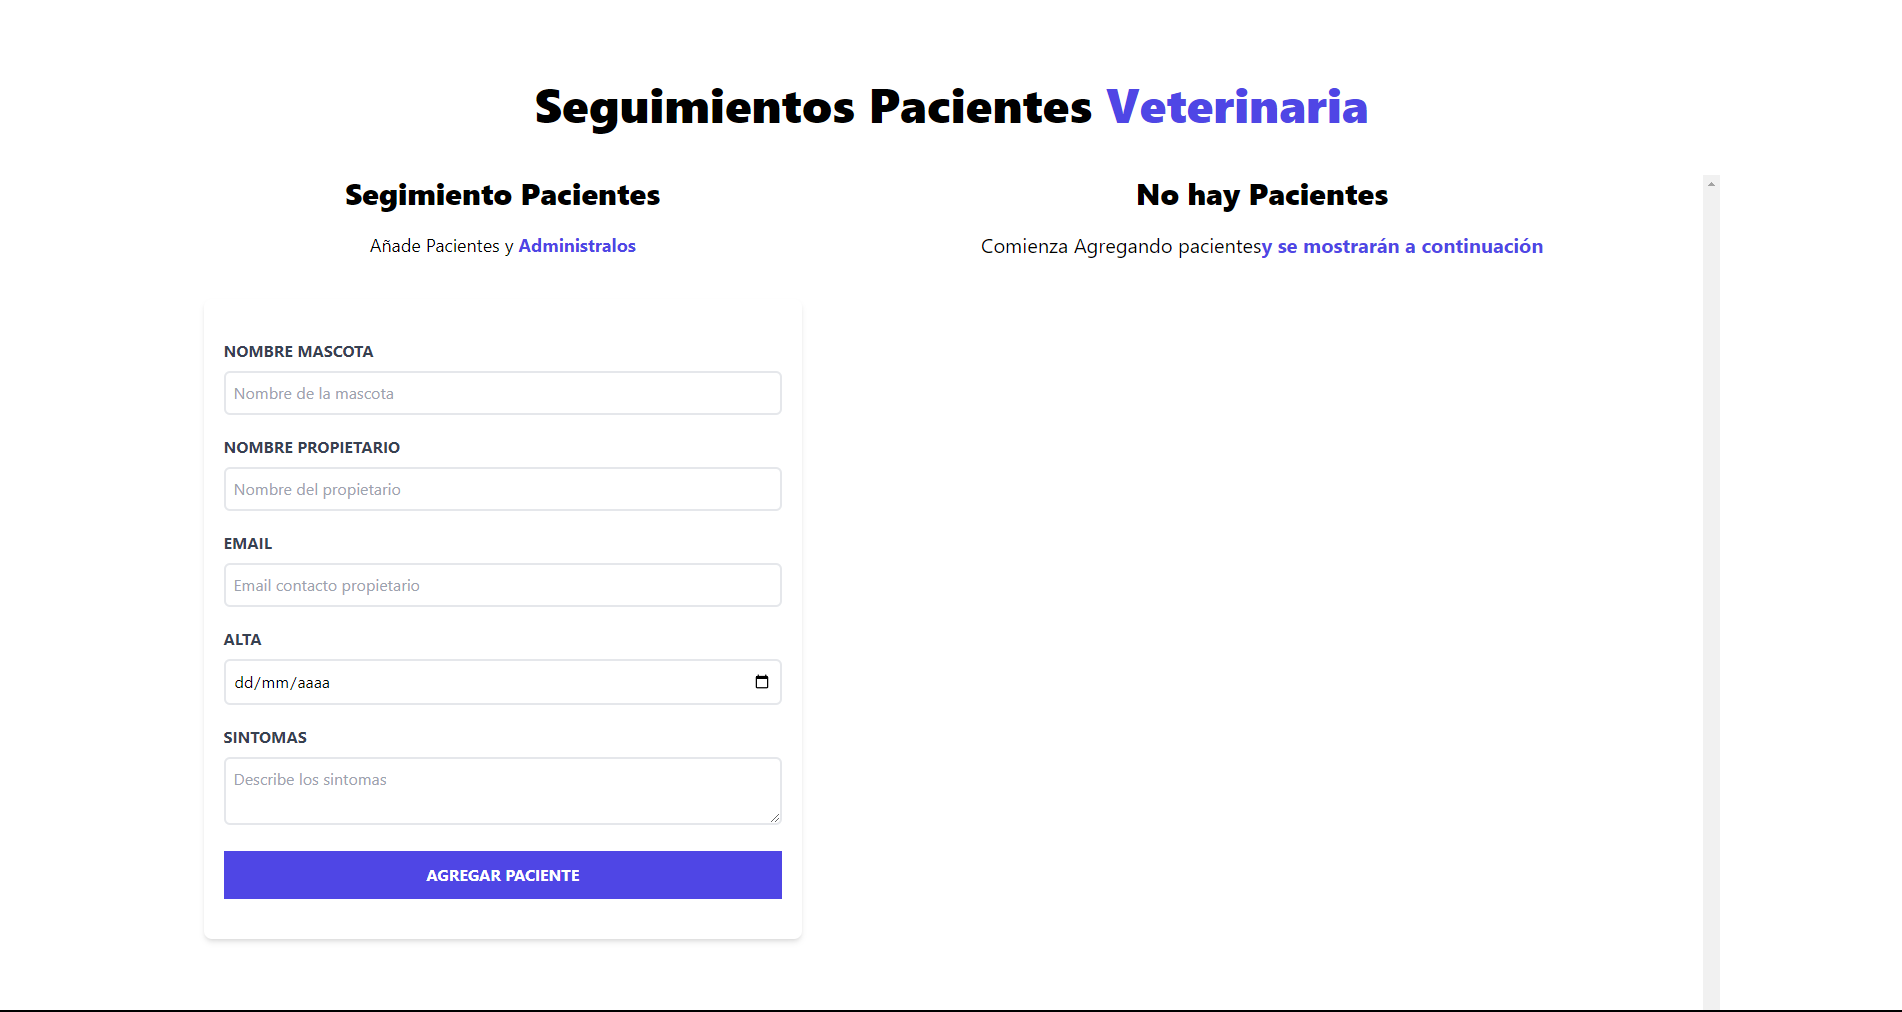 Seguimientos Pacientes Veterinaria
Segimiento Pacientes
Añade Pacientes y Administralos
NOMBRE MASCOTA
Nombre de la mascota
NOMBRE PROPIETARIO
Nombre del propietario
EMAIL
Email contacto propietario
ALTA
dd/mm/aaaa
SINTOMAS
Describe los sintomas
AGREGAR PACIENTE
No hay Pacientes
Comienza Agregando pacientesy se mostrarán a continuación